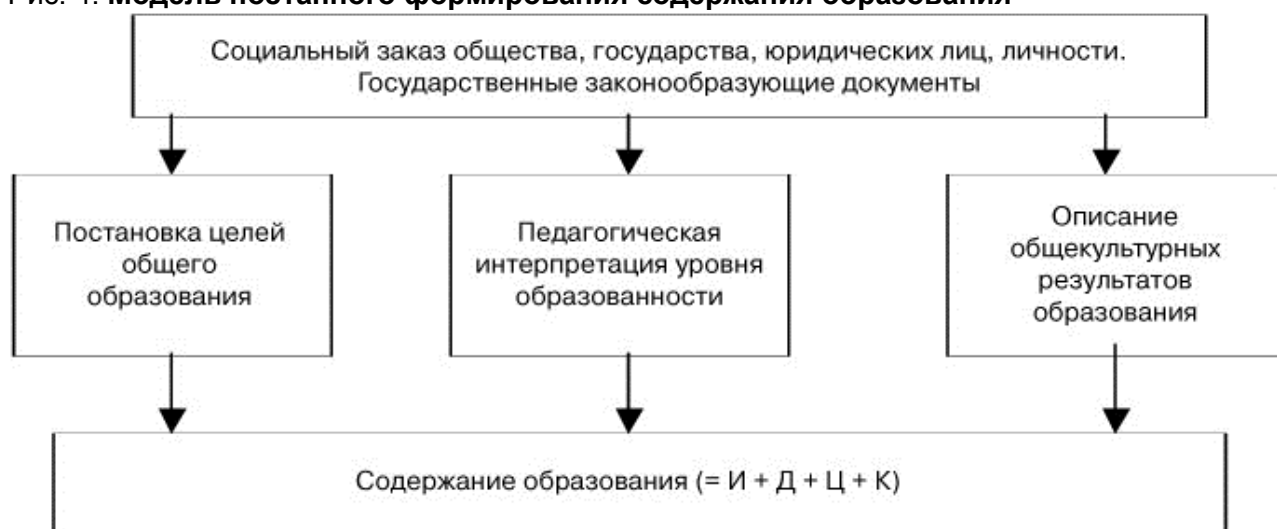 Социальный заказ общества, государства, юридических лиц, личности.
Государственные законообразующие документы
Постановка целей
общего
образования
Педагогическая
интерпретация уровня
образованности
Описание
общекультурных
результатов
образования
Содержание образования (= И + Д + Ц + К)